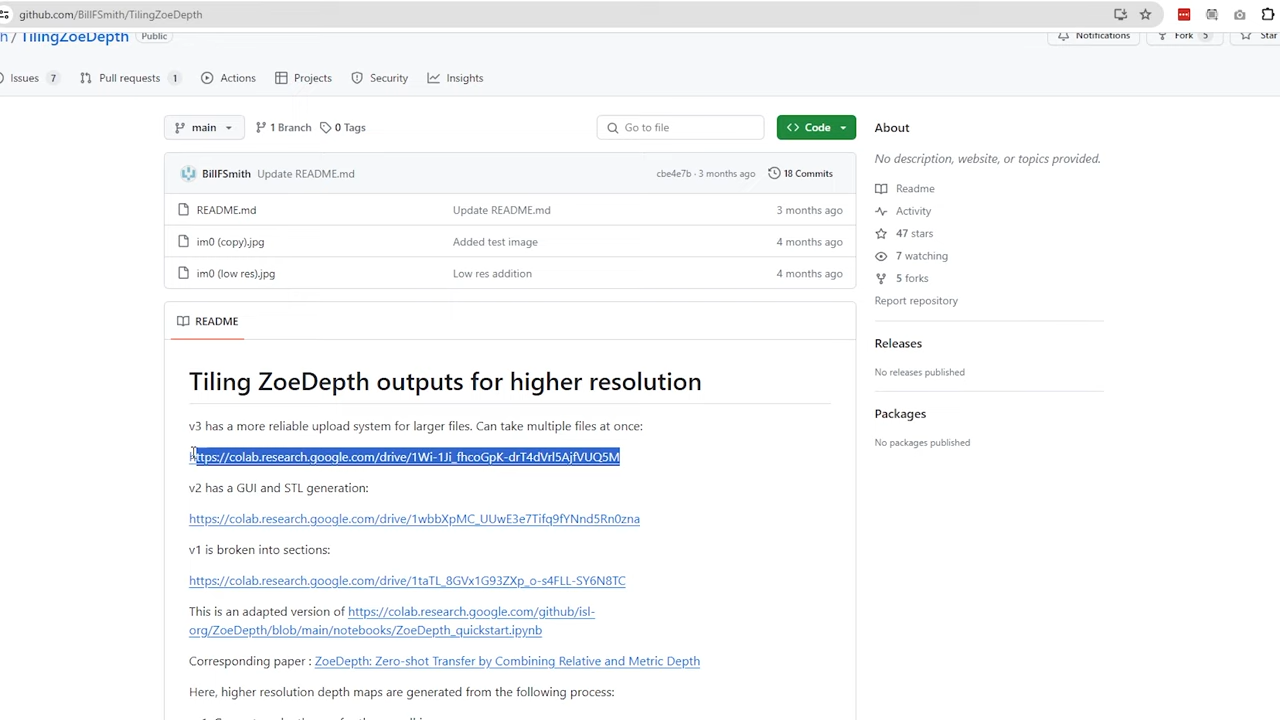 github.com/BillFSmith/TilingZoeDepth
h / TilingZoeDepth Public
Notifications Fork 5 Star
Issues 7 Pull requests 1 Actions Projects Security Insights
main 1 Branch 0 Tags Go to file Code
BillFSmith Update README.md cbe4e7b · 3 months ago 18 Commits
README.md Update README.md 3 months ago
im0 (copy).jpg Added test image 4 months ago
im0 (low res).jpg Low res addition 4 months ago
README
Tiling ZoeDepth outputs for higher resolution
v3 has a more reliable upload system for larger files. Can take multiple files at once:
https://colab.research.google.com/drive/1Wi-1Ji_fhcoGpK-drT4dVrl5AjfVUQ5M
v2 has a GUI and STL generation:
https://colab.research.google.com/drive/1wbbXpMC_UUwE3e7Tifq9fYNnd5Rn0zna
v1 is broken into sections:
https://colab.research.google.com/drive/1taTL_8GVx1G93ZXp_o-s4FLL-SY6N8TC
This is an adapted version of https://colab.research.google.com/github/isl-
org/ZoeDepth/blob/main/notebooks/ZoeDepth_quickstart.ipynb
Corresponding paper : ZoeDepth: Zero-shot Transfer by Combining Relative and Metric Depth
Here, higher resolution depth maps are generated from the following process:
About
No description, website, or topics provided.
Readme
Activity
47 stars
7 watching
5 forks
Report repository
Releases
No releases published
Packages
No packages published